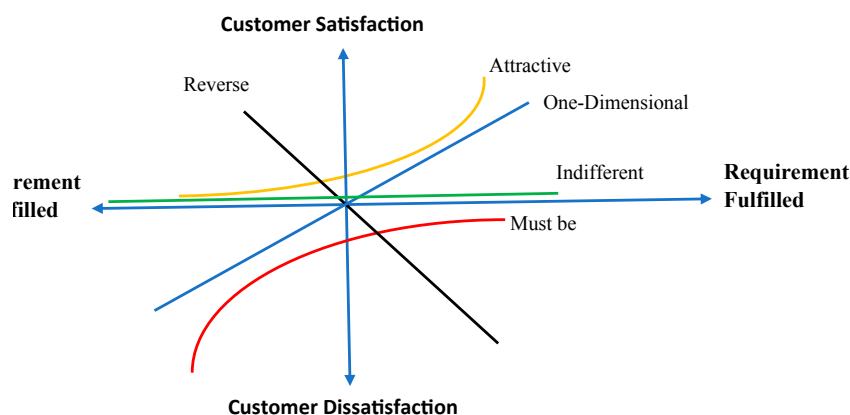 Customer Satisfaction
Attractive
Reverse
One-Dimensional
Indifferent
rement
filled
Requirement
Fulfilled
Must be
Customer Dissatisfaction